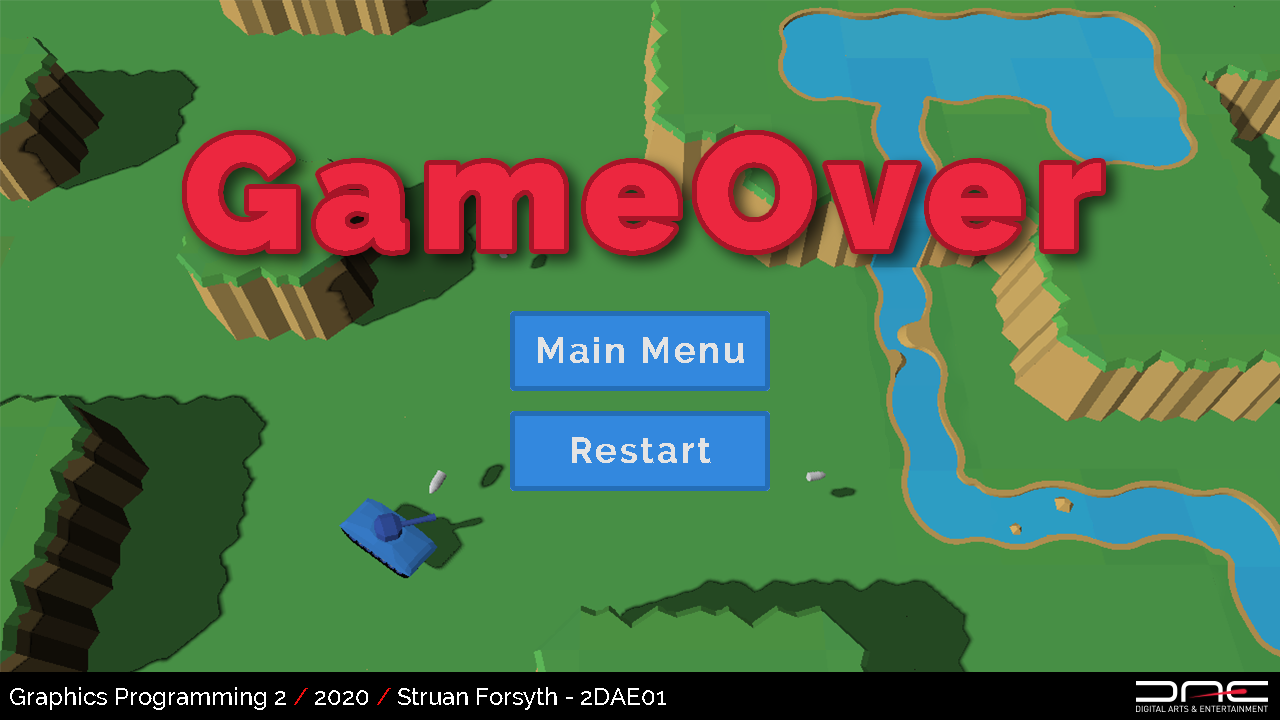 GameOver
Main Menu
Restart
Graphics Programming 2 / 2020 / Struan Forsyth - 2DAE01
DAE
DIGITAL ARTS & ENTERTAINMENT